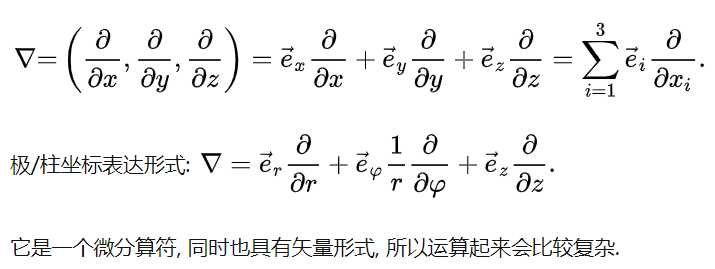 $\nabla = \left( \frac{\partial}{\partial x}, \frac{\partial}{\partial y}, \frac{\partial}{\partial z} \right) = \vec{e}_x \frac{\partial}{\partial x} + \vec{e}_y \frac{\partial}{\partial y} + \vec{e}_z \frac{\partial}{\partial z} = \sum_{i=1}^{3} \vec{e}_i \frac{\partial}{\partial x_i}.$
极/柱坐标表达形式: $\nabla = \vec{e}_r \frac{\partial}{\partial r} + \vec{e}_\varphi \frac{1}{r} \frac{\partial}{\partial \varphi} + \vec{e}_z \frac{\partial}{\partial z}.$
它是一个微分算符, 同时也具有矢量形式, 所以运算起来会比较复杂.